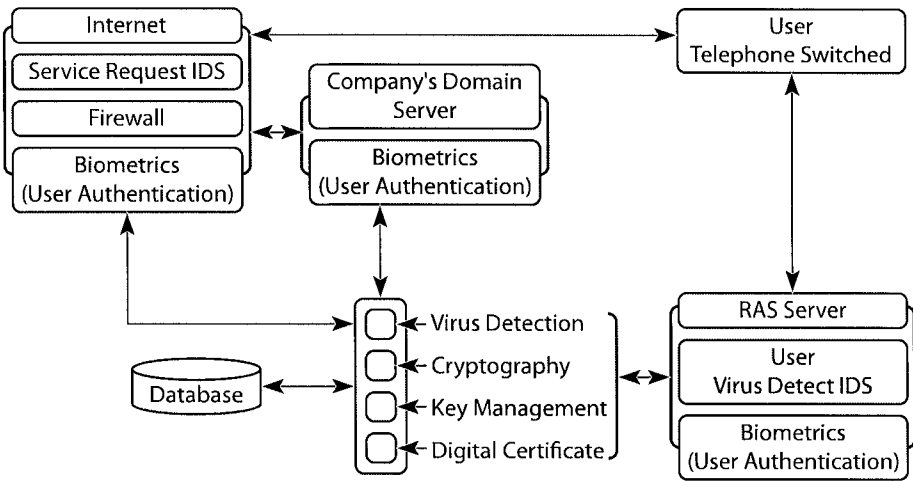 Internet
Service Request IDS
Firewall
Biometrics
(User Authentication)
Company's Domain
Server
Biometrics
(User Authentication)
User
Telephone Switched
Virus Detection
Cryptography
Key Management
Digital Certificate
Database
RAS Server
User
Virus Detect IDS
Biometrics
(User Authentication)